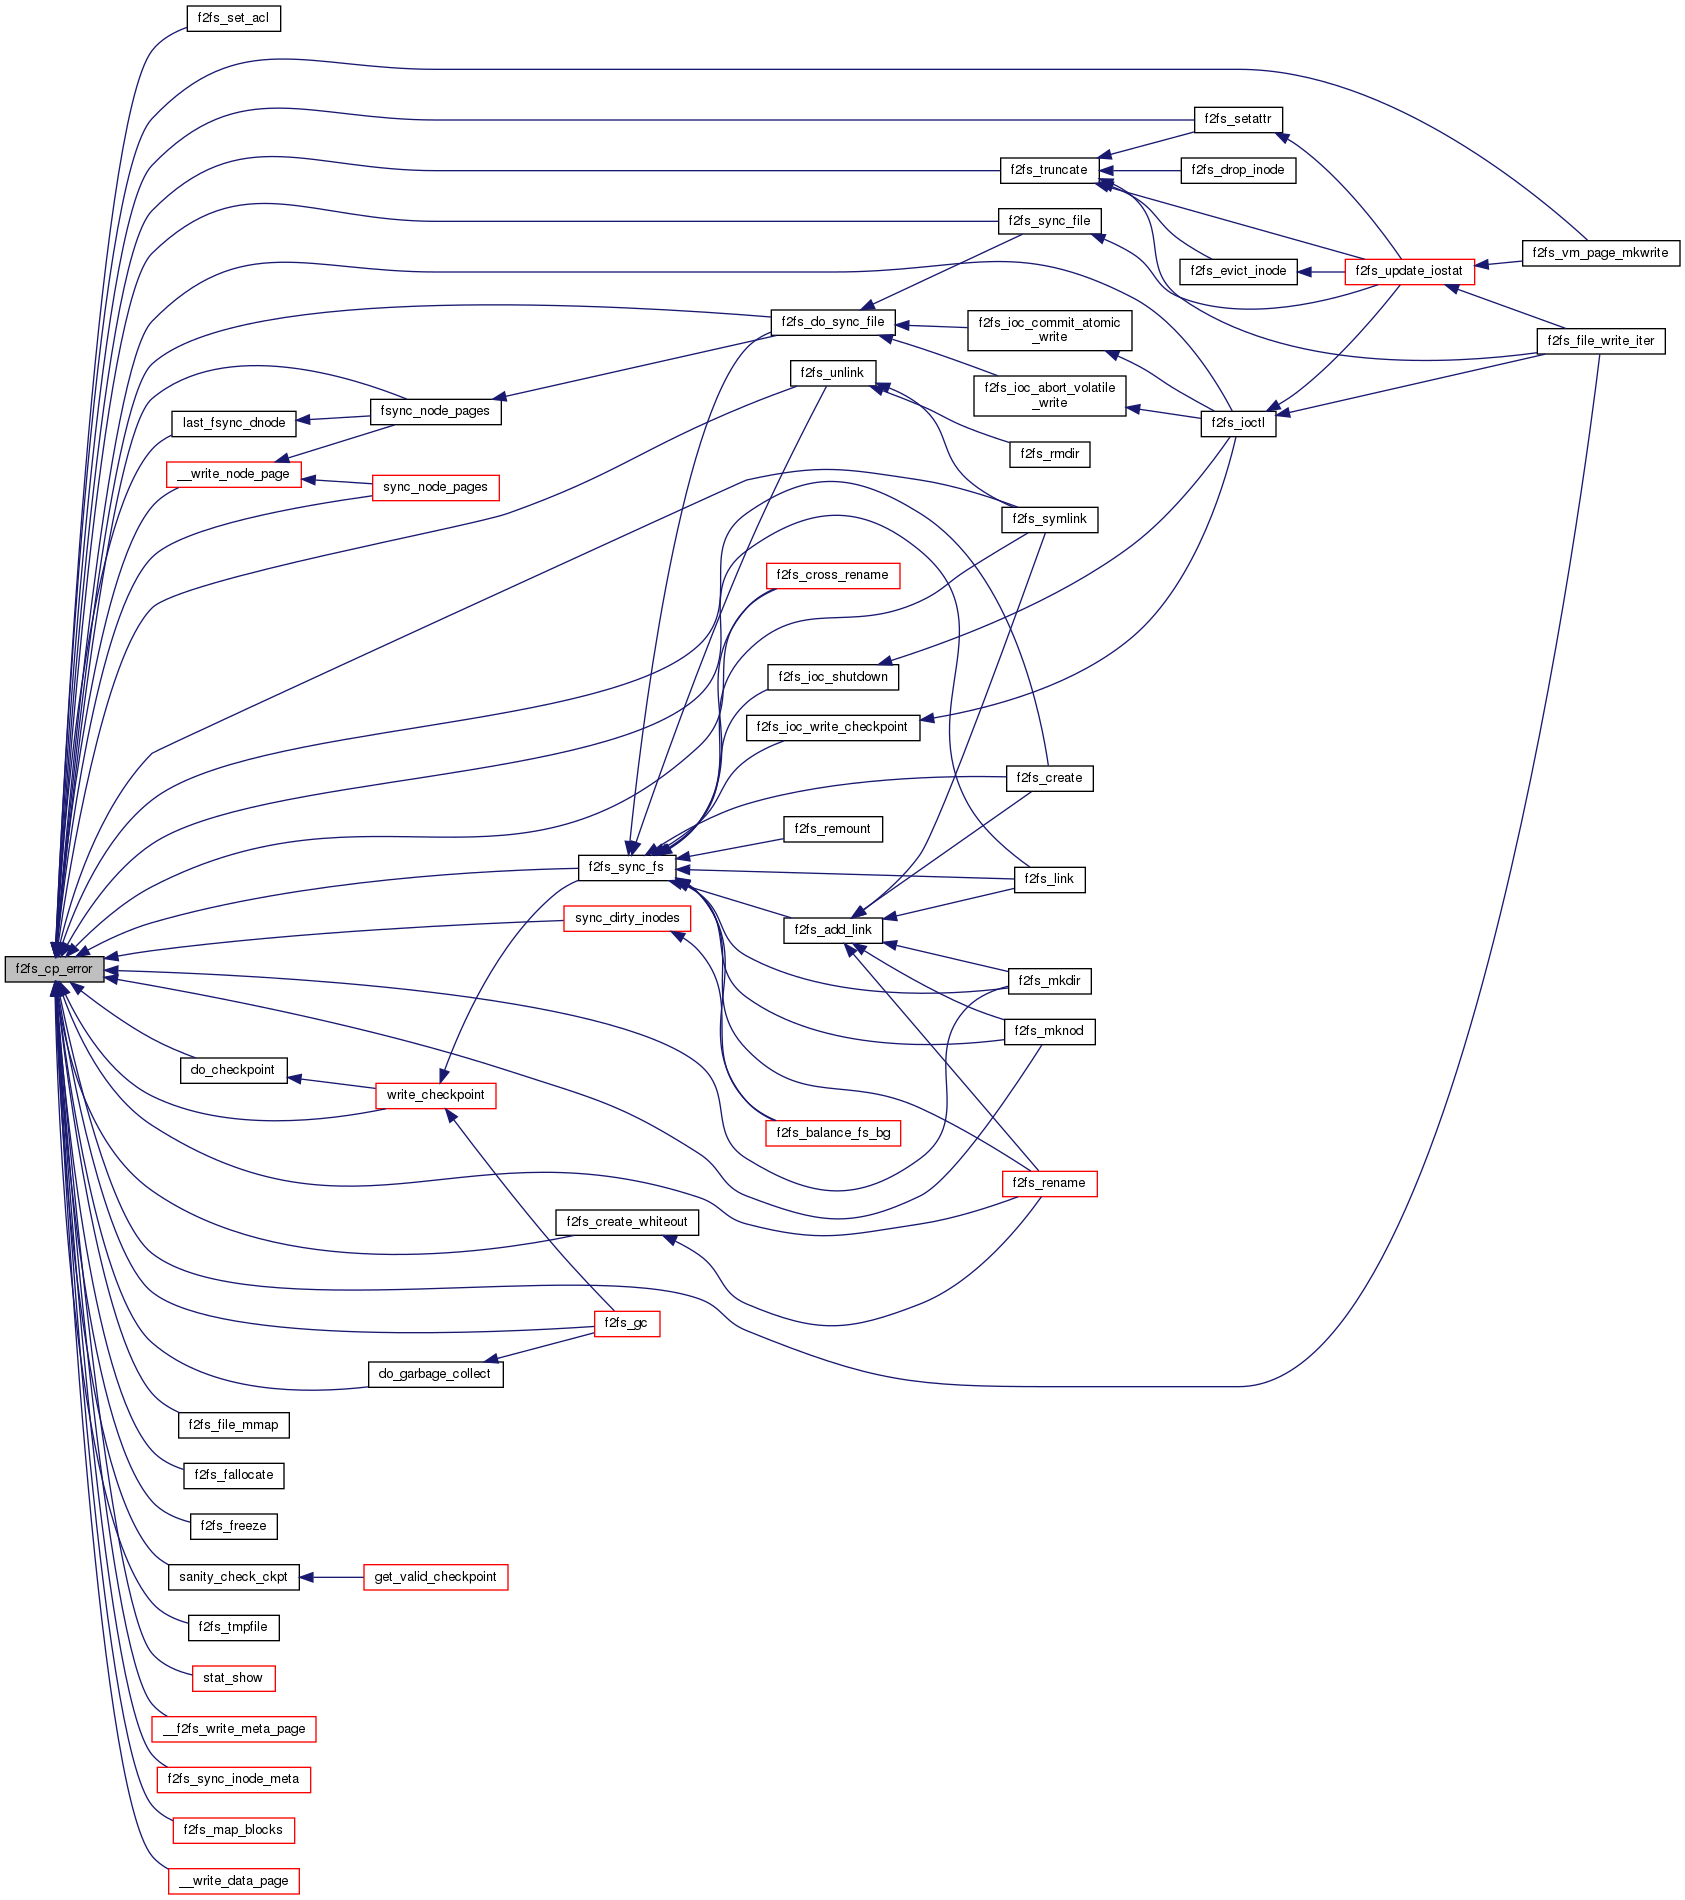 f2fs_set_acl
f2fs_setattr
f2fs_truncate
f2fs_drop_inode
f2fs_sync_file
f2fs_vm_page_mkwrite
f2fs_evict_inode
f2fs_update_iostat
f2fs_do_sync_file
f2fs_ioc_commit_atomic
_write
f2fs_file_write_iter
f2fs_unlink
f2fs_ioc_abort_volatile
_write
fsync_node_pages
last_fsync_dnode
f2fs_ioctl
f2fs_rmdir
__write_node_page
sync_node_pages
f2fs_symlink
f2fs_cross_rename
f2fs_ioc_shutdown
f2fs_ioc_write_checkpoint
f2fs_create
f2fs_remount
f2fs_sync_fs
f2fs_link
sync_dirty_inodes
f2fs_add_link
f2fs_cp_error
f2fs_mkdir
f2fs_mknod
do_checkpoint
write_checkpoint
f2fs_balance_fs_bg
f2fs_rename
f2fs_create_whiteout
f2fs_gc
do_garbage_collect
f2fs_file_mmap
f2fs_fallocate
f2fs_freeze
sanity_check_ckpt
get_valid_checkpoint
f2fs_tmpfile
stat_show
__f2fs_write_meta_page
f2fs_sync_inode_meta
f2fs_map_blocks
__write_data_page